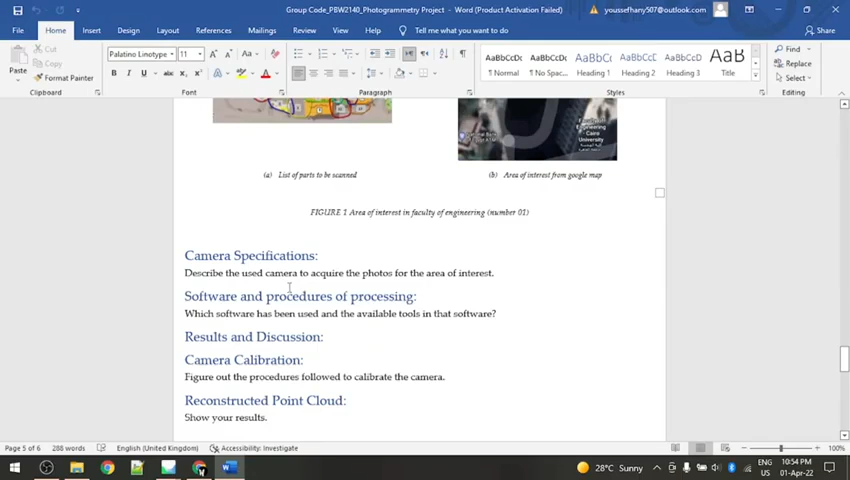 Group Code_PBW2140_Photogrammetry Project - Word (Product Activation Failed)
youssefhany507@outlook.com
File Home Insert Draw Design Layout References Mailings Review View Help Tell me what you want to do Share
Paste
Cut
Copy
Format Painter
Clipboard
Palatino Linotype 11
Font
Paragraph
AaBbCcDc AaBbCcDc AaBbCc AaBbCcD AaB
¶ Normal ¶ No Spac... Heading 1 Heading 2 Title
Styles
Find
Replace
Select
Editing
Engineering
- Cairo
University
(a) List of parts to be scanned
(b) Area of interest from google map
FIGURE 1 Area of interest in faculty of engineering (number 01)
Camera Specifications:
Describe the used camera to acquire the photos for the area of interest.
Software and procedures of processing:
Which software has been used and the available tools in that software?
Results and Discussion:
Camera Calibration:
Figure out the procedures followed to calibrate the camera.
Reconstructed Point Cloud:
Show your results.
Page 5 of 6 288 words English (United Kingdom) Accessibility: Investigate 100%
28°C Sunny
ENG
US
10:54 PM
01-Apr-22